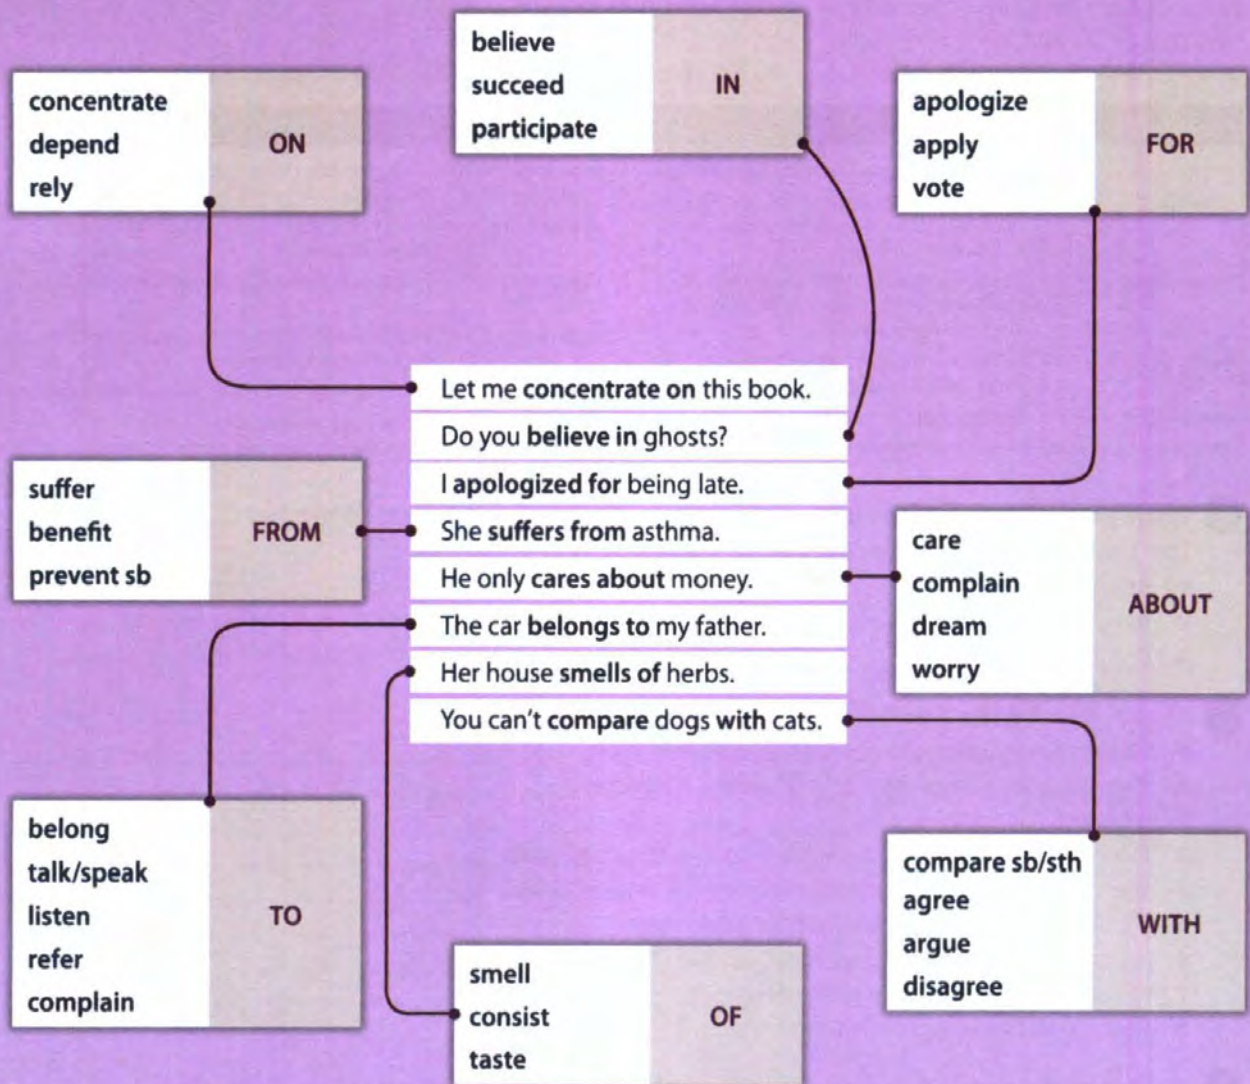 believe
succeed
participate
IN
concentrate
depend
rely
ON
apologize
apply
vote
FOR
Let me concentrate on this book.
Do you believe in ghosts?
I apologized for being late.
She suffers from asthma.
He only cares about money.
The car belongs to my father.
Her house smells of herbs.
You can't compare dogs with cats.
suffer
benefit
prevent sb
FROM
care
complain
dream
worry
ABOUT
belong
talk/speak
listen
refer
complain
TO
smell
consist
taste
OF
compare sb/sth
agree
argue
disagree
WITH